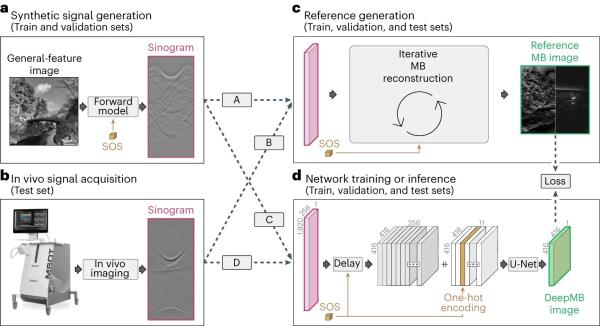 a Synthetic signal generation
(Train and validation sets)
General-feature
image
Forward
model
SOS
Sinogram
b In vivo signal acquisition
(Test set)
MSOT
In vivo
imaging
Sinogram
A
B
C
D
c Reference generation
(Train, validation, and test sets)
Iterative
MB
reconstruction
SOS
Reference
MB image
Loss
d Network training or inference
(Train, validation, and test sets)
1,920
256
1
Delay
SOS
416
416
256
+
416
416
11
One-hot
encoding
U-Net
416
416
1
DeepMB
image